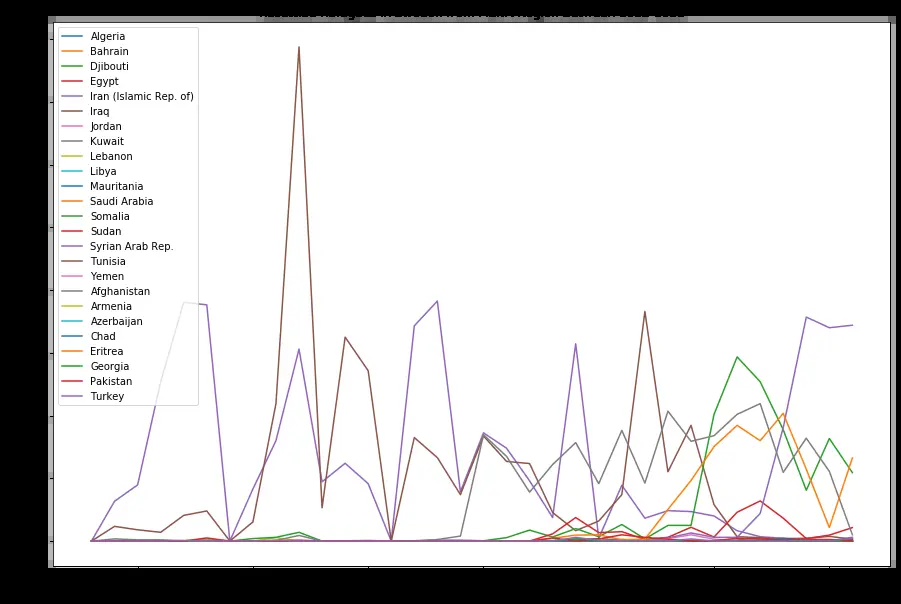 Algeria
Bahrain
Djibouti
Egypt
Iran (Islamic Rep. of)
Iraq
Jordan
Kuwait
Lebanon
Libya
Mauritania
Saudi Arabia
Somalia
Sudan
Syrian Arab Rep.
Tunisia
Yemen
Afghanistan
Armenia
Azerbaijan
Chad
Eritrea
Georgia
Pakistan
Turkey